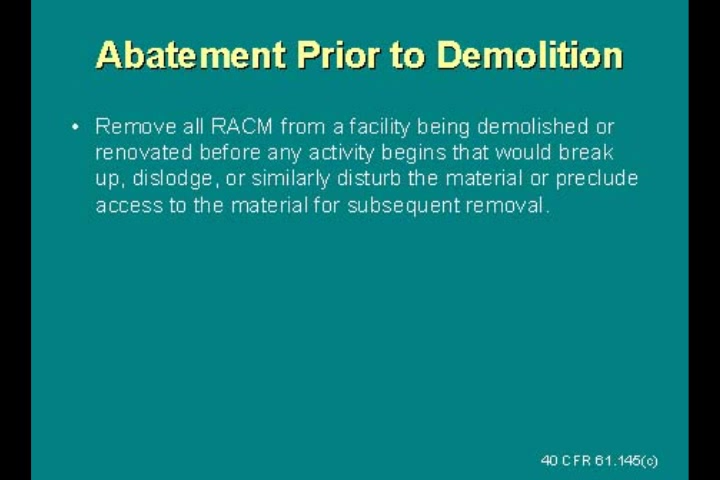 Abatement Prior to Demolition
• Remove all RACM from a facility being demolished or
renovated before any activity begins that would break
up, dislodge, or similarly disturb the material or preclude
access to the material for subsequent removal.
40 CFR 61.145(c)